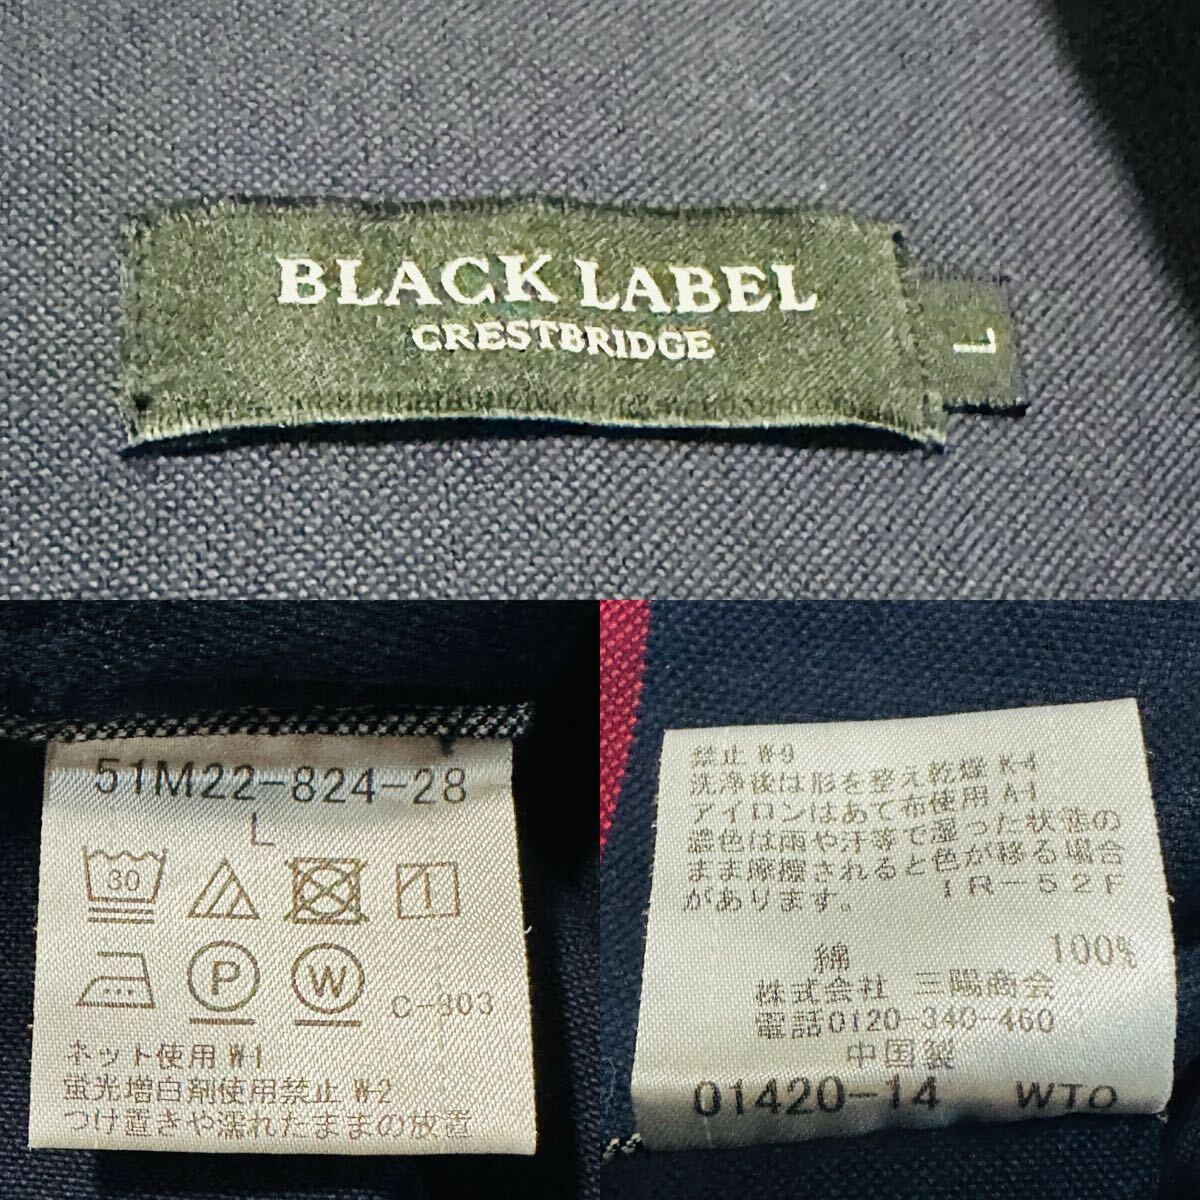 BLACK LABEL
CRESTBRIDGE
L
51M22-824-28
L
30
P
W
C-303
ネット使用 W-1
蛍光増白剤使用禁止 W-2
つけ置きや濡れたままの放置
禁止 W-9
洗浄後は形を整え乾燥 K-4
アイロンはあて布使用 A-1
濃色は雨や汗等で湿った状態の
まま摩擦されると色が移る場合
があります。 IR-52F
綿 100%
株式会社 三陽商会
電話0120-340-460
中国製
01420-14 WTO